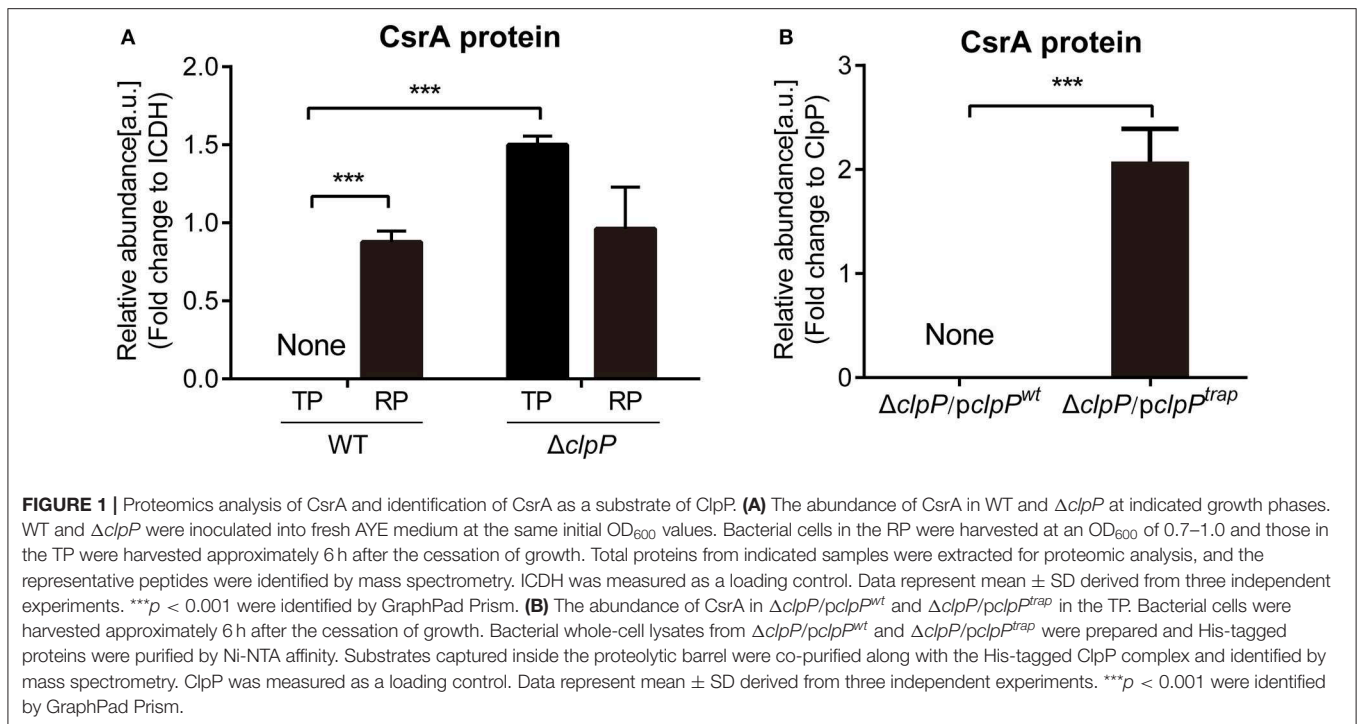 A
CsrA protein
Relative abundance[a.u.]
(Fold change to ICDH)
2.0
1.5
1.0
0.5
0.0
***
***
None
TP RP TP RP
WT ΔclpP
B
CsrA protein
Relative abundance[a.u.]
(Fold change to ClpP)
3
2
1
0
***
None
ΔclpP/pclpP^wt ΔclpP/pclpP^trap
FIGURE 1 | Proteomics analysis of CsrA and identification of CsrA as a substrate of ClpP. (A) The abundance of CsrA in WT and ΔclpP at indicated growth phases.
WT and ΔclpP were inoculated into fresh AYE medium at the same initial OD600 values. Bacterial cells in the RP were harvested at an OD600 of 0.7–1.0 and those in
the TP were harvested approximately 6 h after the cessation of growth. Total proteins from indicated samples were extracted for proteomic analysis, and the
representative peptides were identified by mass spectrometry. ICDH was measured as a loading control. Data represent mean ± SD derived from three independent
experiments. ***p < 0.001 were identified by GraphPad Prism. (B) The abundance of CsrA in ΔclpP/pclpP^wt and ΔclpP/pclpP^trap in the TP. Bacterial cells were
harvested approximately 6 h after the cessation of growth. Bacterial whole-cell lysates from ΔclpP/pclpP^wt and ΔclpP/pclpP^trap were prepared and His-tagged
proteins were purified by Ni-NTA affinity. Substrates captured inside the proteolytic barrel were co-purified along with the His-tagged ClpP complex and identified by
mass spectrometry. ClpP was measured as a loading control. Data represent mean ± SD derived from three independent experiments. ***p < 0.001 were identified
by GraphPad Prism.